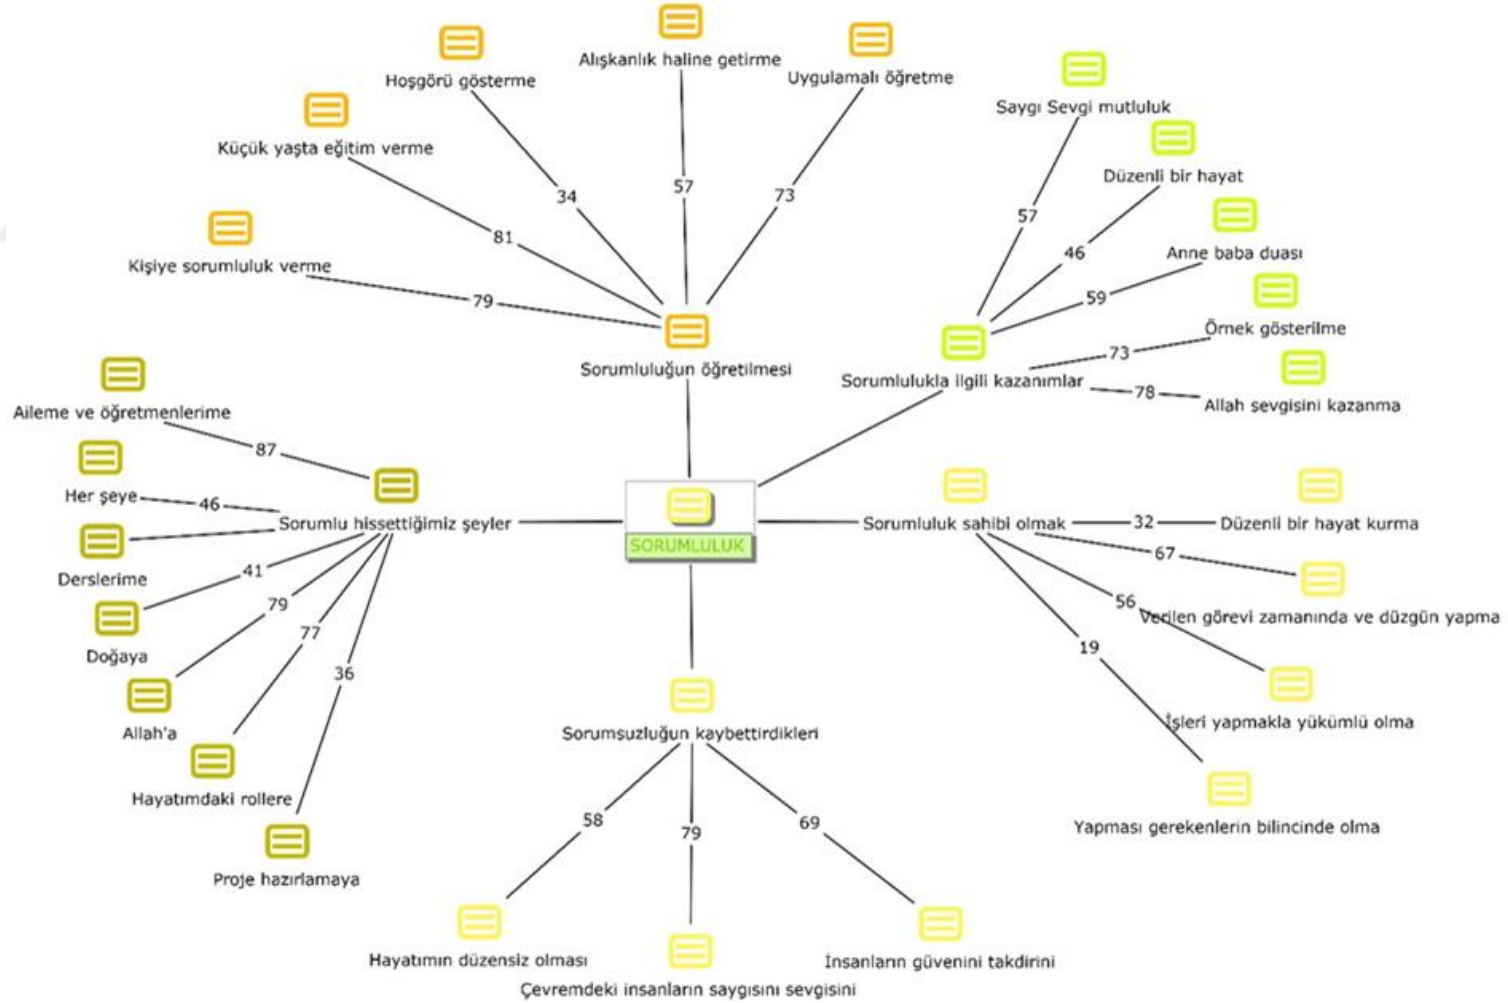 Alışkanlık haline getirme
Hoşgörü gösterme
Uygulamalı öğretme
Küçük yaşta eğitim verme
Kişiye sorumluluk verme
34
57
73
81
79
Sorumluluğun öğretilmesi
Saygı Sevgi mutluluk
Düzenli bir hayat
Anne baba duası
Örnek gösterilme
Allah sevgisini kazanma
57
46
59
73
78
Sorumlulukla ilgili kazanımlar
Aileme ve öğretmenlerime
87
Her şeye
46
Sorumlu hissettiğimiz şeyler
Derslerime
41
Doğaya
79
Allah'a
77
Hayatımdaki rollere
36
Proje hazırlamaya
SORUMLULUK
Sorumluluk sahibi olmak
32
Düzenli bir hayat kurma
67
Verilen görevi zamanında ve düzgün yapma
56
İşleri yapmakla yükümlü olma
19
Yapması gerekenlerin bilincinde olma
Sorumsuzluğun kaybettirdikleri
58
79
69
Hayatımın düzensiz olması
Çevremdeki insanların saygısını sevgisini
İnsanların güvenini takdirini